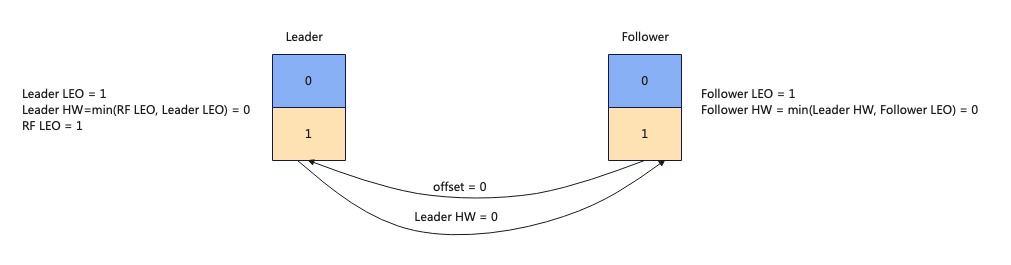 Leader
Follower
0
0
Leader LEO = 1
Leader HW=min(RF LEO, Leader LEO) = 0
RF LEO = 1
Follower LEO = 1
Follower HW = min(Leader HW, Follower LEO) = 0
1
1
offset = 0
Leader HW = 0